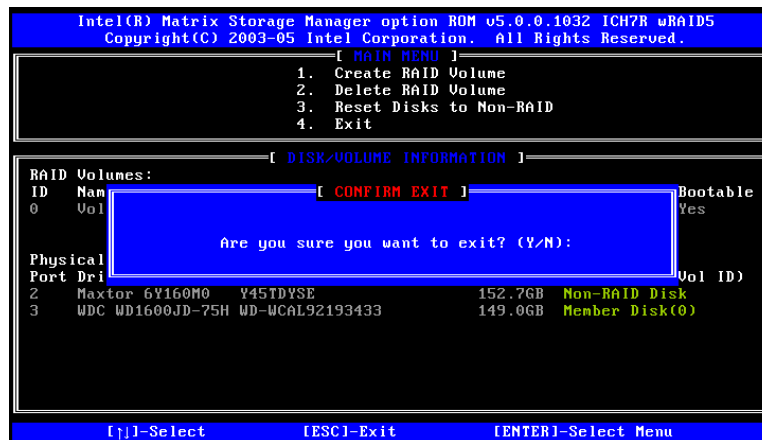 Intel(R) Matrix Storage Manager option ROM v5.0.0.1032 ICH7R wRAID5
Copyright(C) 2003-05 Intel Corporation. All Rights Reserved.
[ MAIN MENU ]
1. Create RAID Volume
2. Delete RAID Volume
3. Reset Disks to Non-RAID
4. Exit
[ DISK/VOLUME INFORMATION ]
RAID Volumes:
ID Nam Bootable
0 Vol Yes
[ CONFIRM EXIT ]
Are you sure you want to exit? (Y/N):
Physical
Port Dri Vol ID)
2 Maxtor 6Y160M0 Y45TDYSE 152.7GB Non-RAID Disk
3 WDC WD1600JD-75H WD-WCAL92193433 149.0GB Member Disk(0)
[↑↓]-Select [ESC]-Exit [ENTER]-Select Menu